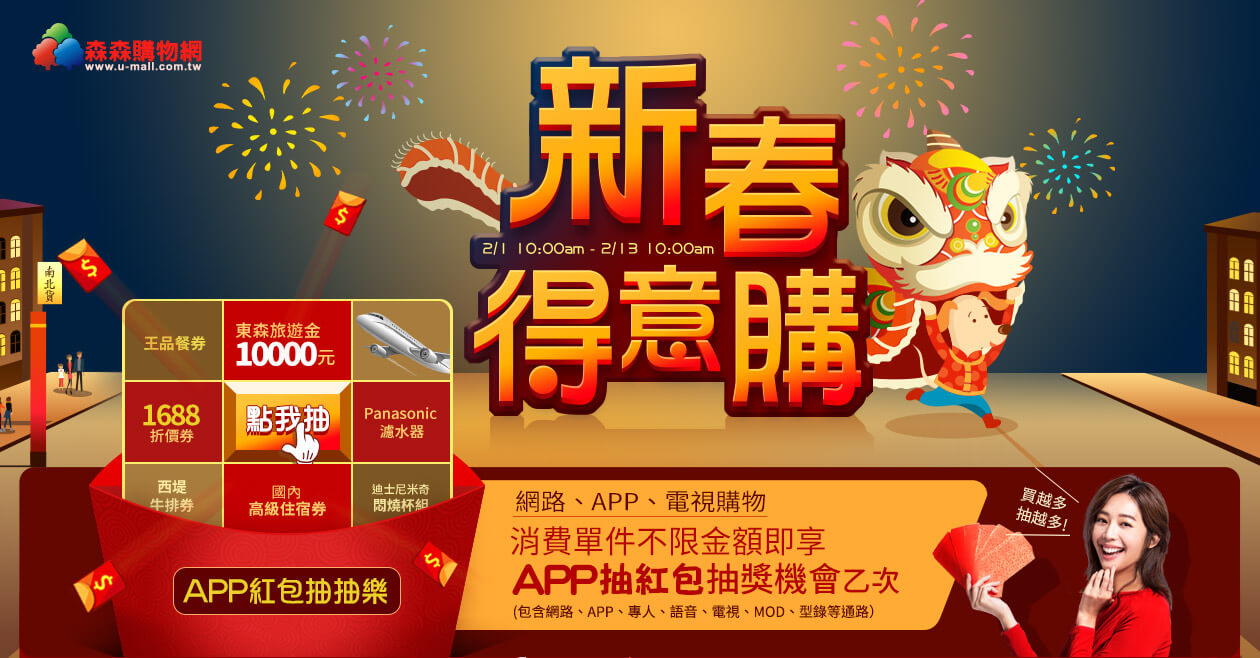 森森購物網
www.u-mall.com.tw
新春
2/1 10:00am - 2/13 10:00am
得意購
南北貨
王品餐券
東森旅遊金
10000元
1688
折價券
點我抽
Panasonic
濾水器
西堤
牛排券
國內
高級住宿券
迪士尼米奇
悶燒杯組
APP紅包抽抽樂
網路、APP、電視購物
消費單件不限金額即享
APP抽紅包抽獎機會乙次
(包含網路、APP、專人、語音、電視、MOD、型錄等通路)
買越多
抽越多!